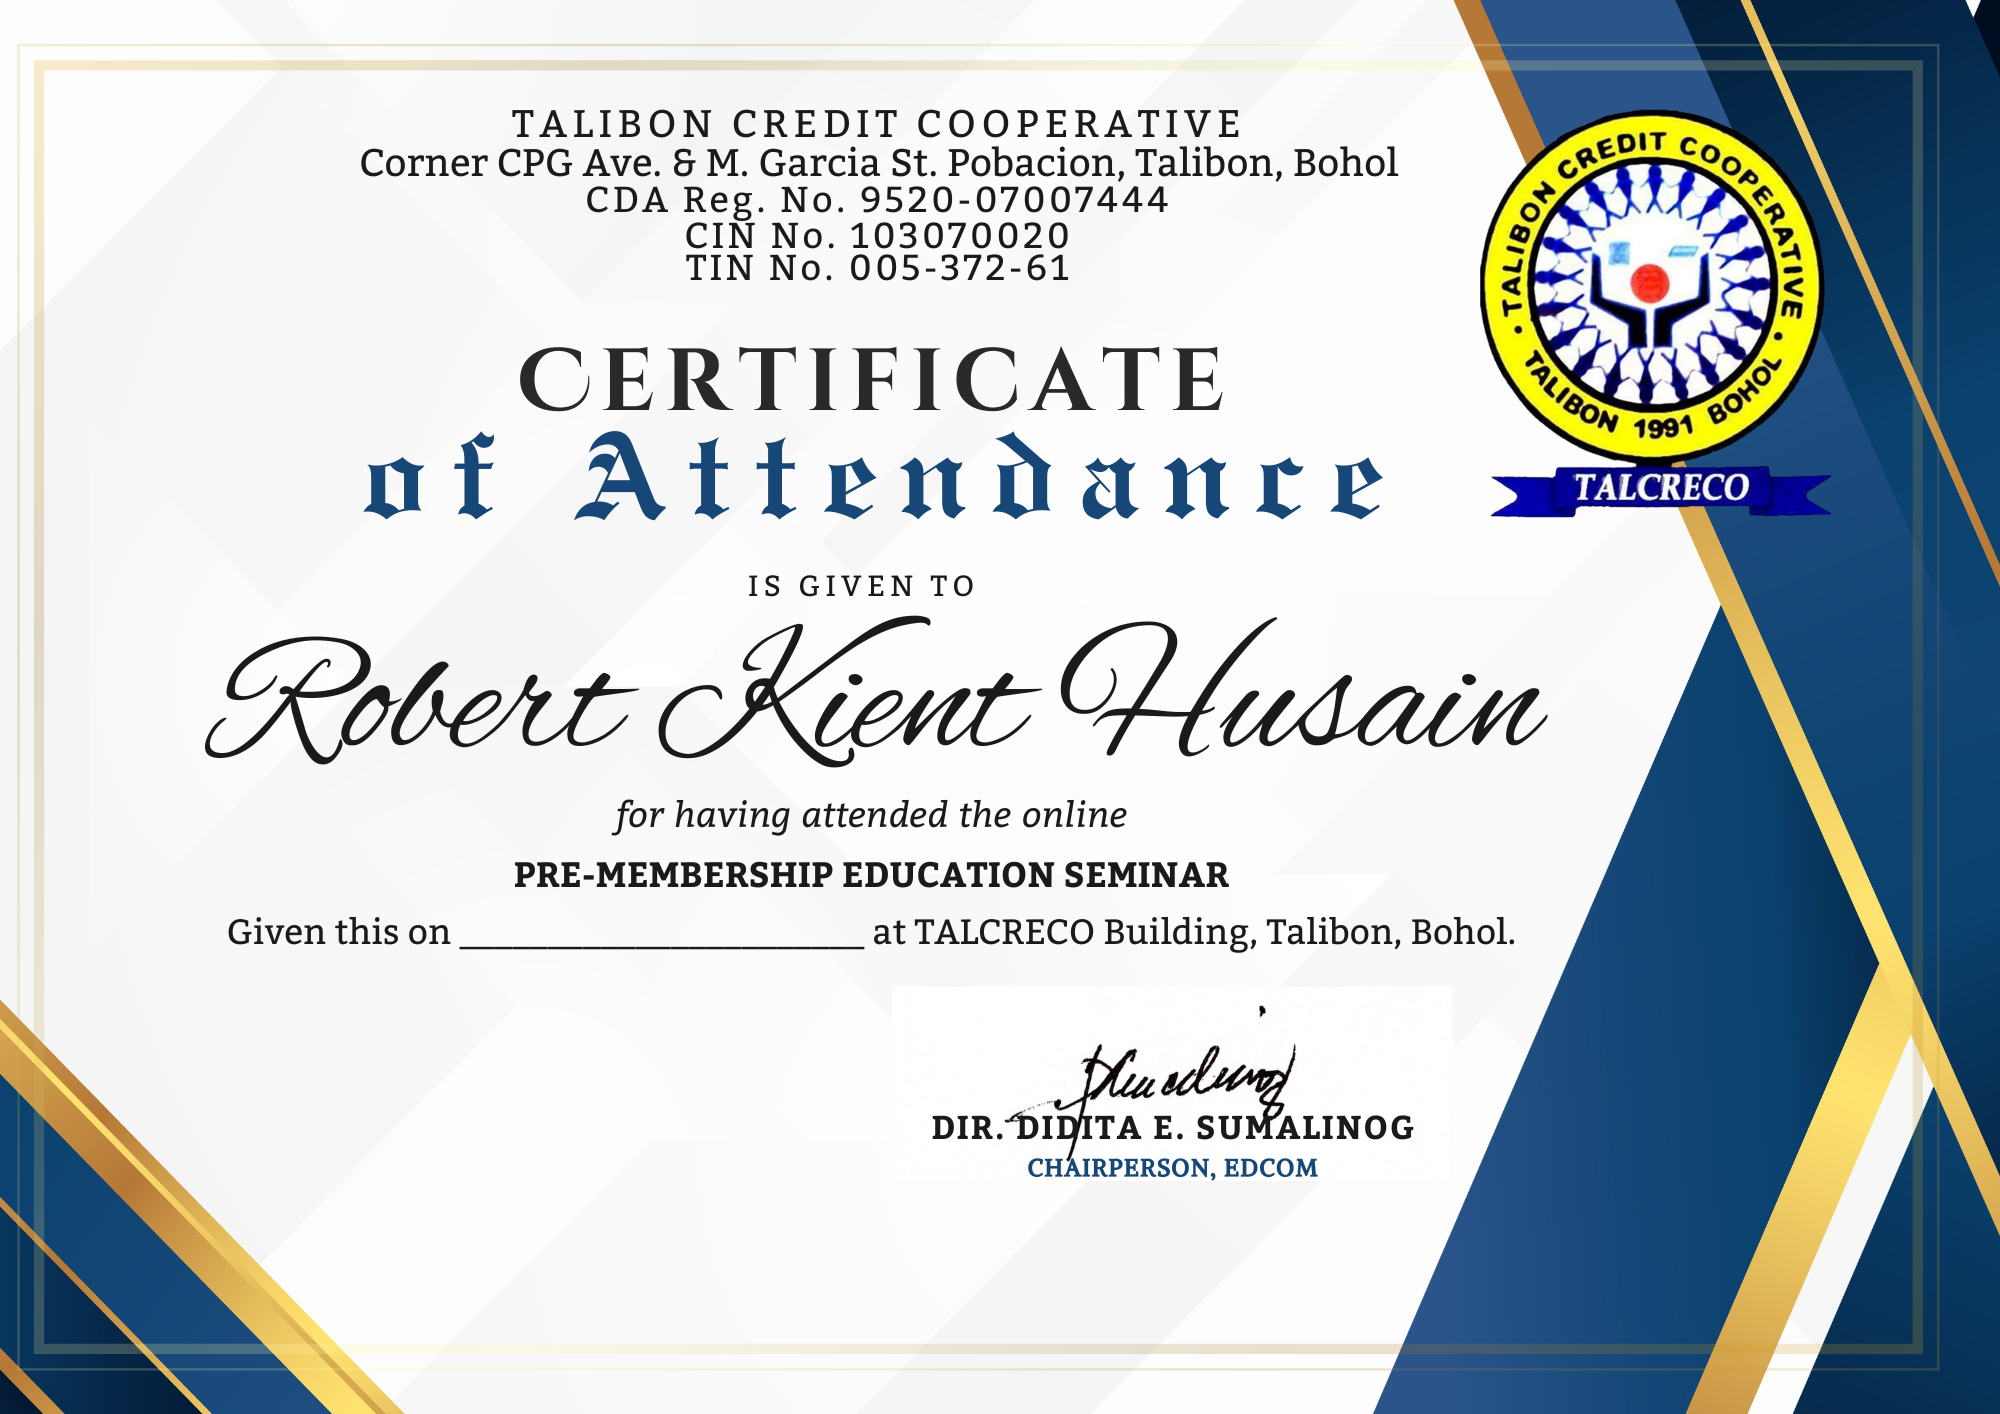 TALIBON CREDIT COOPERATIVE
Corner CPG Ave. & M. Garcia St. Pobacion, Talibon, Bohol
CDA Reg. No. 9520-07007444
CIN No. 103070020
TIN No. 005-372-61
TALIBON CREDIT COOPERATIVE
TALIBON 1991 BOHOL
TALCRECO
CERTIFICATE
of Attendance
IS GIVEN TO
Robert Kient Husain
for having attended the online
PRE-MEMBERSHIP EDUCATION SEMINAR
Given this on ______________________ at TALCRECO Building, Talibon, Bohol.
DIR. DIDITA E. SUMALINOG
CHAIRPERSON, EDCOM